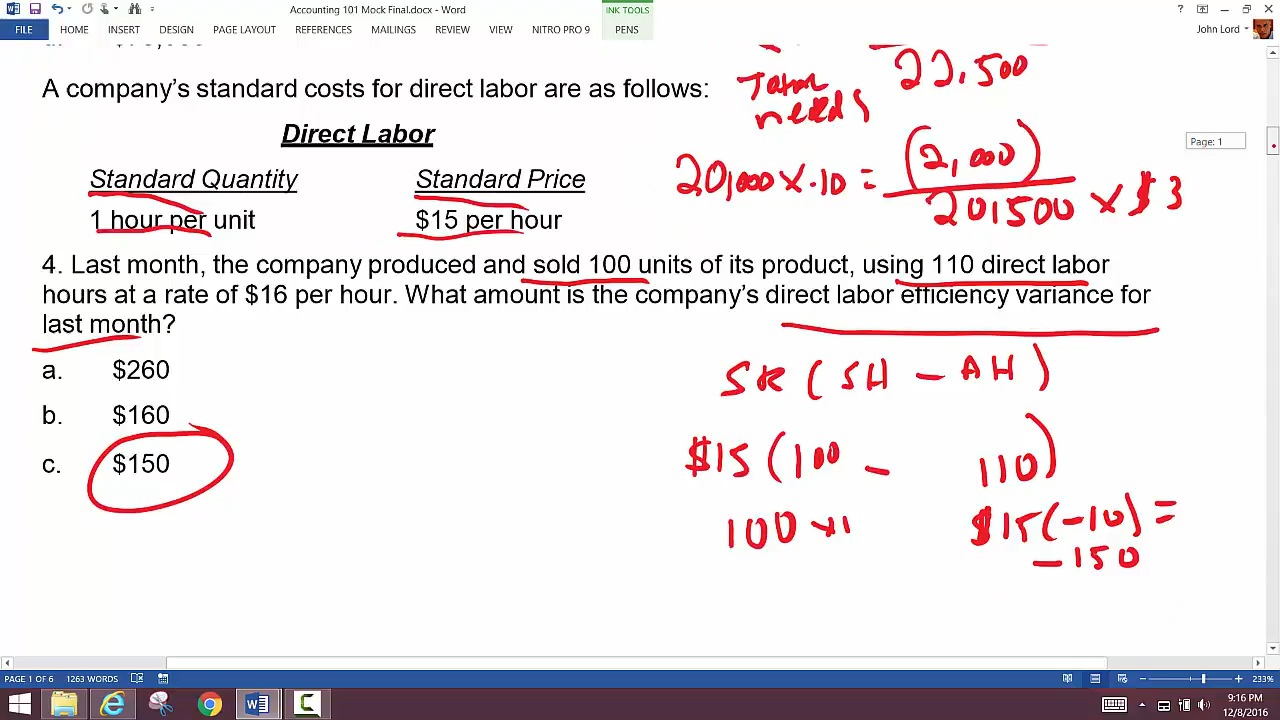 Accounting 101 Mock Final.docx - Word
INK TOOLS
FILE HOME INSERT DESIGN PAGE LAYOUT REFERENCES MAILINGS REVIEW VIEW NITRO PRO 9 PENS
John Lord
22,500
A company's standard costs for direct labor are as follows:
Total
needs
Direct Labor
Page: 1
(2,000)
Standard Quantity Standard Price
20,000 x .10 =
201500 x $3
1 hour per unit $15 per hour
4. Last month, the company produced and sold 100 units of its product, using 110 direct labor
hours at a rate of $16 per hour. What amount is the company's direct labor efficiency variance for
last month?
a. $260
SR ( SH - AH )
b. $160
c. $150
$15 ( 100 - 110)
100 x1
$15(-10) =
-150
PAGE 1 OF 6 1263 WORDS
233%
9:16 PM
12/8/2016